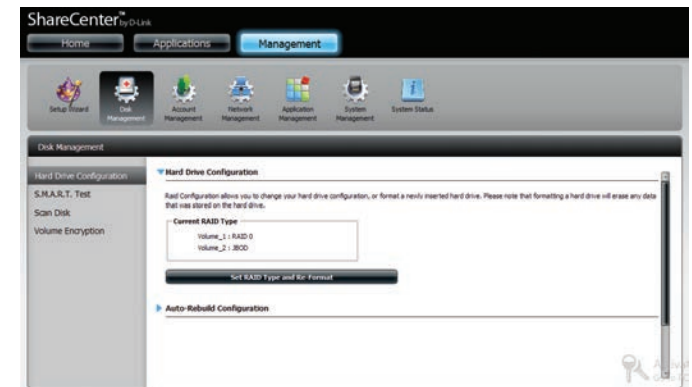 ShareCenter™ by D-Link
Home Applications Management
Setup Wizard Disk Management Account Management Network Management Application Management System Management System Status
Disk Management
Hard Drive Configuration
S.M.A.R.T. Test
Scan Disk
Volume Encryption
Hard Drive Configuration
Raid Configuration allows you to change your hard drive configuration, or format a newly inserted hard drive. Please note that formatting a hard drive will erase any data
that was stored on the hard drive.
Current RAID Type
Volume_1 : RAID 0
Volume_2 : JBOD
Set RAID Type and Re-Format
Auto-Rebuild Configuration